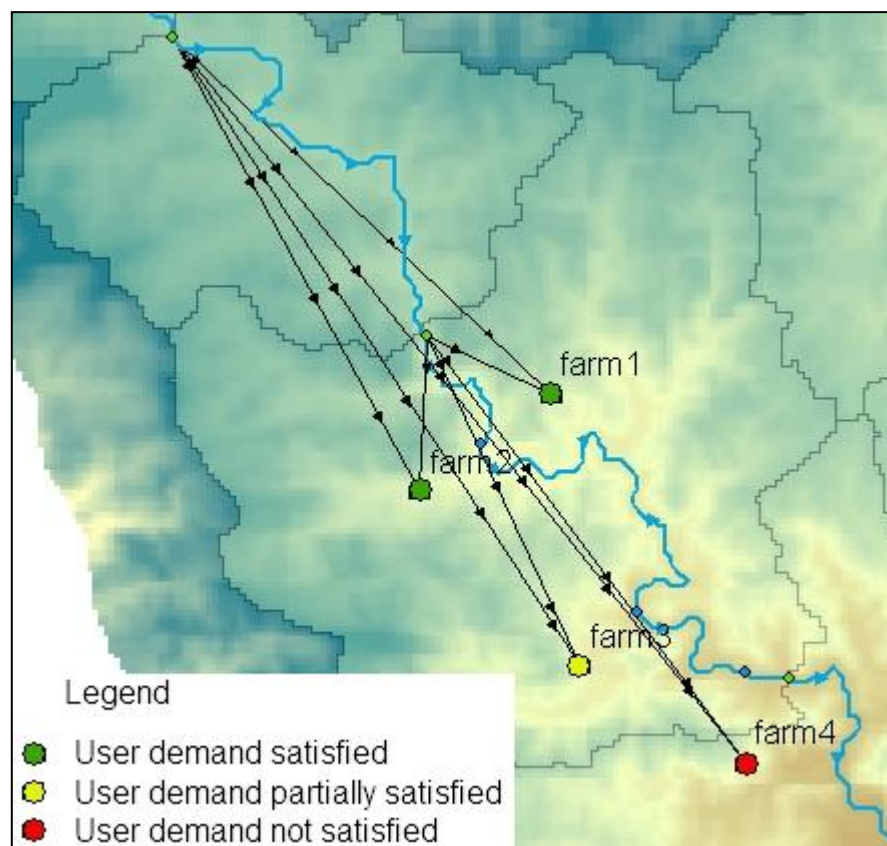 farm1
farm2
farm3
farm4
Legend
User demand satisfied
User demand partially satisfied
User demand not satisfied